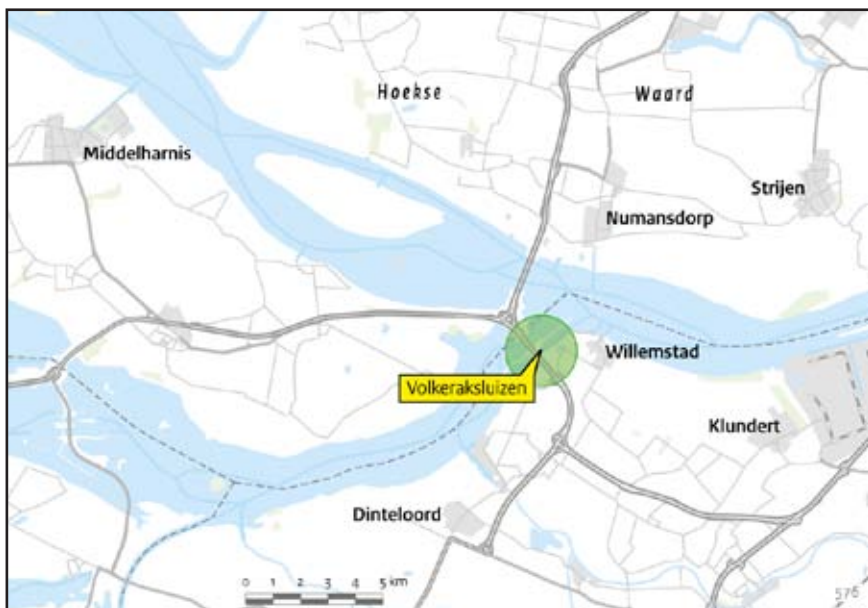 Hoekse Waard
Middelharnis
Strijen
Numansdorp
Willemstad
Volkeraksluizen
Klundert
Dinteloord
0 1 2 3 4 5 km
576